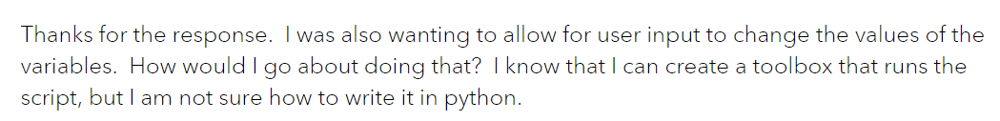 Thanks for the response.  I was also wanting to allow for user input to change the values of the
variables.  How would I go about doing that?  I know that I can create a toolbox that runs the
script, but I am not sure how to write it in python.